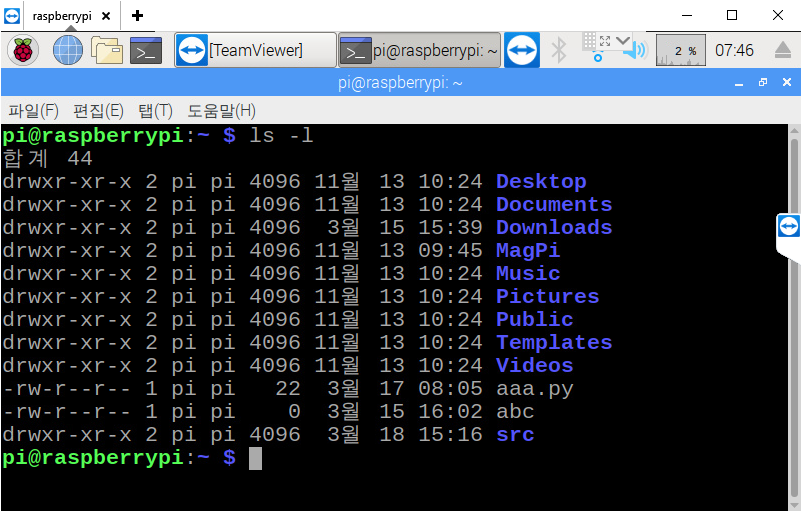 raspberrypi
[TeamViewer] pi@raspberrypi: ~ 2 % 07:46
pi@raspberrypi: ~
파일(F) 편집(E) 탭(T) 도움말(H)
pi@raspberrypi:~ $ ls -l
합계 44
drwxr-xr-x 2 pi pi 4096 11월 13 10:24 Desktop
drwxr-xr-x 2 pi pi 4096 11월 13 10:24 Documents
drwxr-xr-x 2 pi pi 4096 3월 15 15:39 Downloads
drwxr-xr-x 2 pi pi 4096 11월 13 09:45 MagPi
drwxr-xr-x 2 pi pi 4096 11월 13 10:24 Music
drwxr-xr-x 2 pi pi 4096 11월 13 10:24 Pictures
drwxr-xr-x 2 pi pi 4096 11월 13 10:24 Public
drwxr-xr-x 2 pi pi 4096 11월 13 10:24 Templates
drwxr-xr-x 2 pi pi 4096 11월 13 10:24 Videos
-rw-r--r-- 1 pi pi 22 3월 17 08:05 aaa.py
-rw-r--r-- 1 pi pi 0 3월 15 16:02 abc
drwxr-xr-x 2 pi pi 4096 3월 18 15:16 src
pi@raspberrypi:~ $